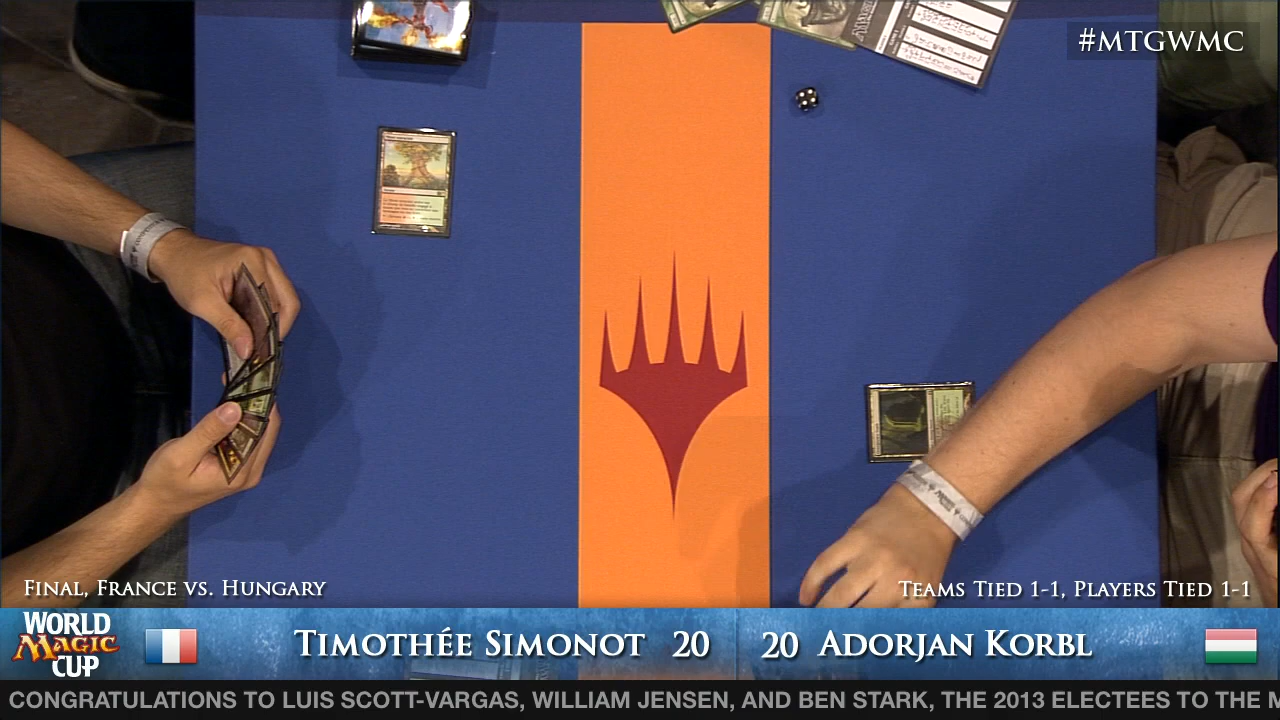 #MTGWMC
FINAL, FRANCE VS. HUNGARY
TEAMS TIED 1-1, PLAYERS TIED 1-1
WORLD
MAGIC
CUP
TIMOTHÉE SIMONOT 20
20 ADORJAN KORBL
CONGRATULATIONS TO LUIS SCOTT-VARGAS, WILLIAM JENSEN, AND BEN STARK, THE 2013 ELECTEES TO THE M